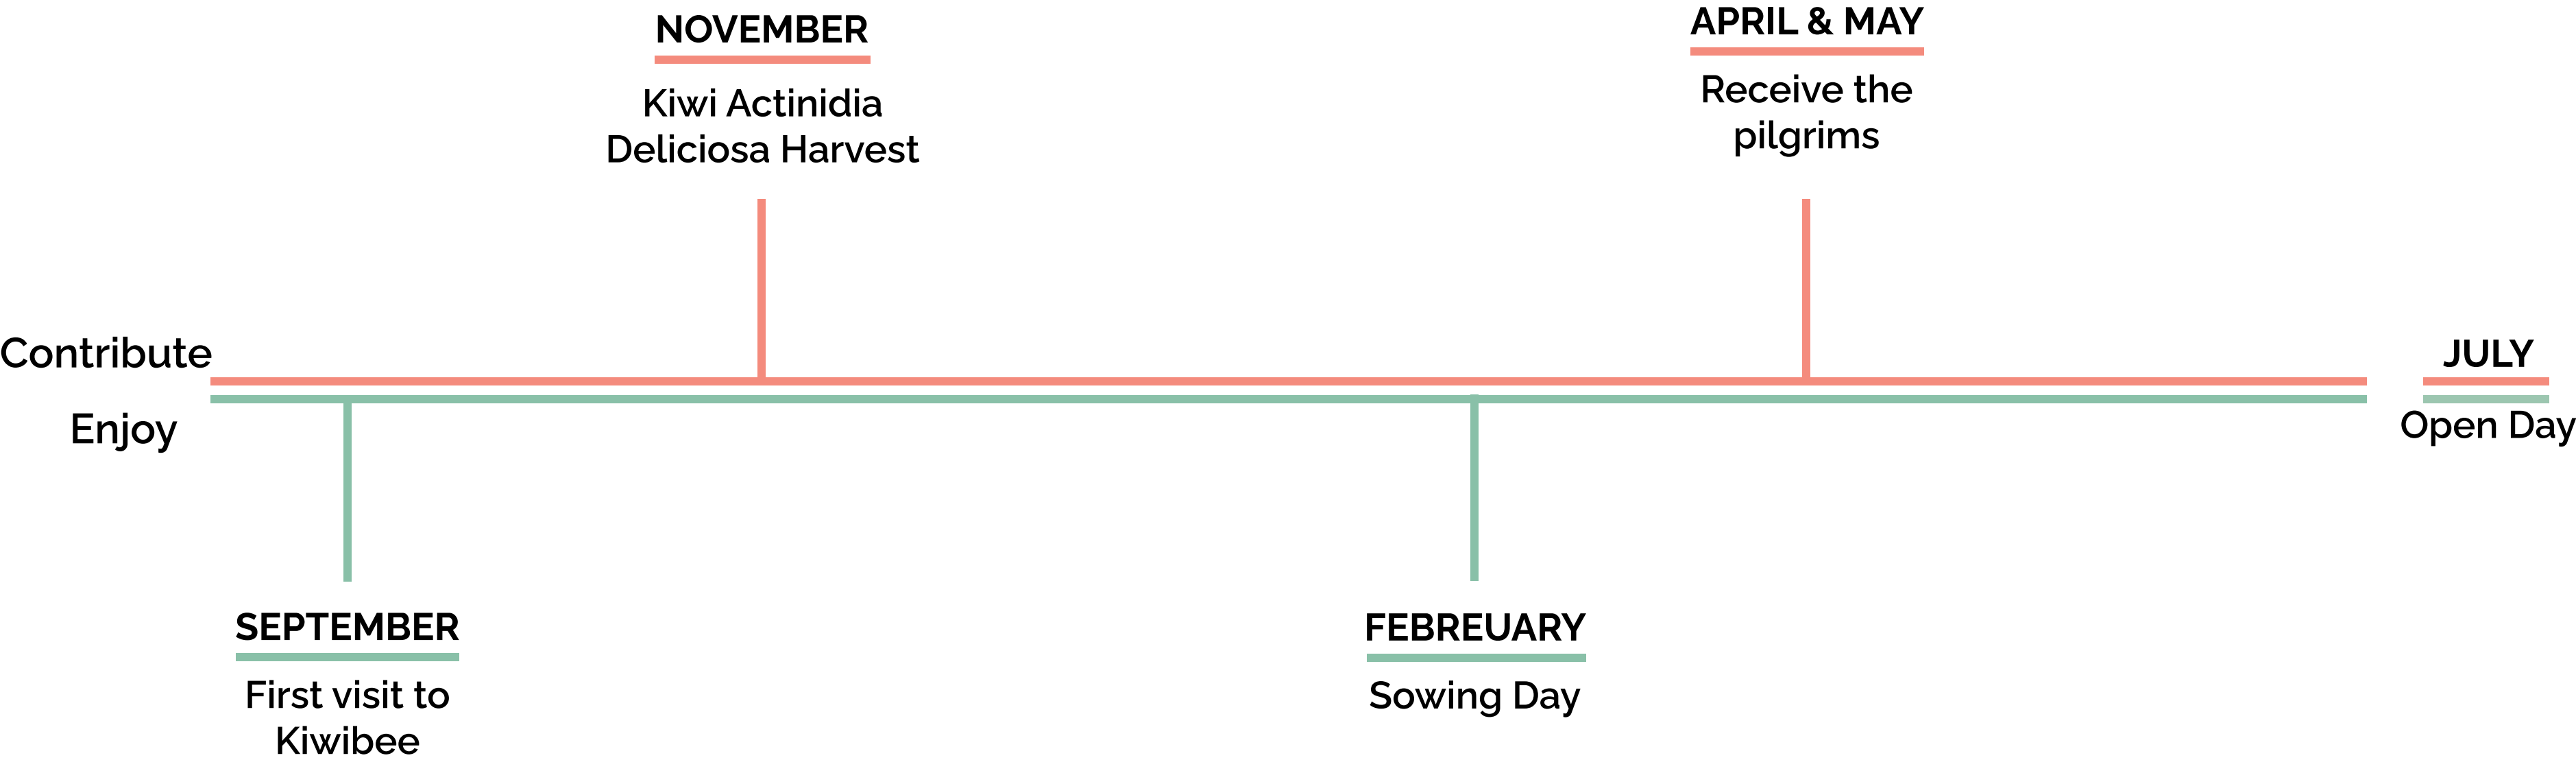 NOVEMBER
Kiwi Actinidia
Deliciosa Harvest
APRIL & MAY
Receive the
pilgrims
Contribute
Enjoy
JULY
Open Day
SEPTEMBER
First visit to
Kiwibee
FEBREUARY
Sowing Day